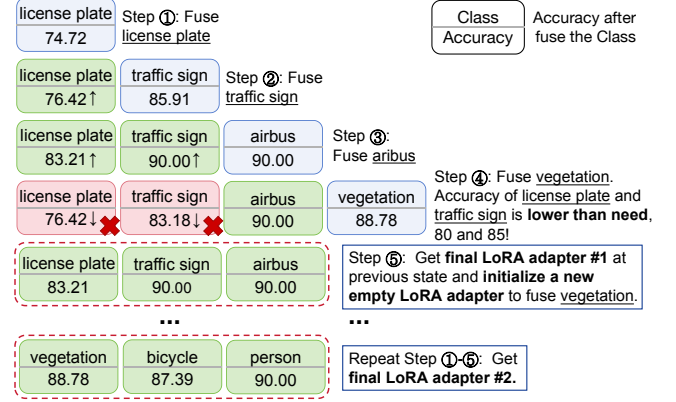 license plate
74.72
Step ①: Fuse
license plate
Class
Accuracy
Accuracy after
fuse the Class
license plate traffic sign
76.42↑ 85.91
Step ②: Fuse
traffic sign
license plate traffic sign airbus
83.21↑ 90.00↑ 90.00
Step ③:
Fuse aribus
license plate traffic sign airbus vegetation
76.42↓ 83.18↓ 90.00 88.78
Step ④: Fuse vegetation.
Accuracy of license plate and
traffic sign is lower than need,
80 and 85!
license plate traffic sign airbus
83.21 90.00 90.00
Step ⑤: Get final LoRA adapter #1 at
previous state and initialize a new
empty LoRA adapter to fuse vegetation.
... ...
vegetation bicycle person
88.78 87.39 90.00
Repeat Step ①-⑤: Get
final LoRA adapter #2.